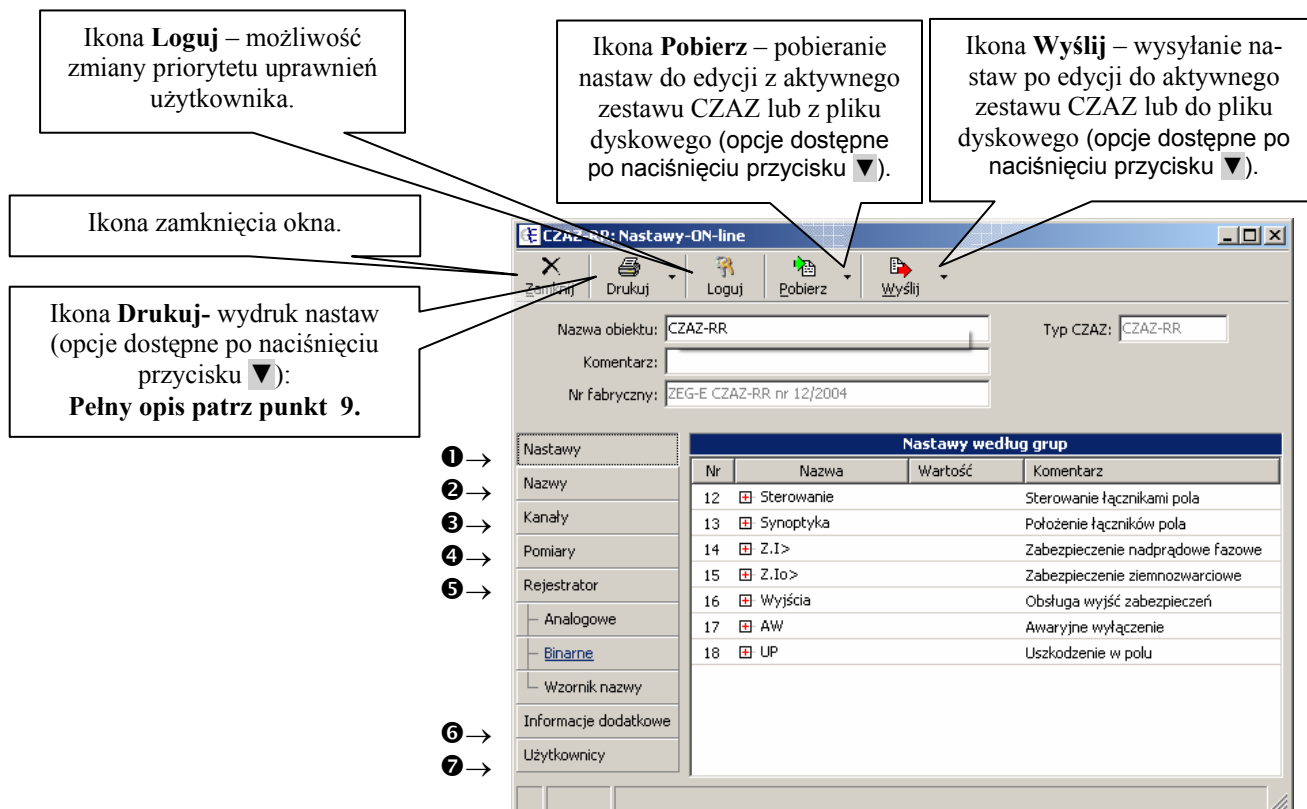 Ikona Loguj – możliwość
zmiany priorytetu uprawnień
użytkownika.
Ikona Pobierz – pobieranie
nastaw do edycji z aktywnego
zestawu CZAZ lub z pliku
dyskowego (opcje dostępne
po naciśnięciu przycisku ▼).
Ikona Wyślij – wysyłanie na-
staw po edycji do aktywnego
zestawu CZAZ lub do pliku
dyskowego (opcje dostępne po
naciśnięciu przycisku ▼).
Ikona zamknięcia okna.
Ikona Drukuj- wydruk nastaw
(opcje dostępne po naciśnięciu
przycisku ▼):
Pełny opis patrz punkt 9.
CZAZ-RR: Nastawy-ON-line
Zamknij Drukuj Loguj Pobierz Wyślij
Nazwa obiektu: CZAZ-RR Typ CZAZ: CZAZ-RR
Komentarz:
Nr fabryczny: ZEG-E CZAZ-RR nr 12/2004
❶→ Nastawy
❷→ Nazwy
❸→ Kanały
❹→ Pomiary
❺→ Rejestrator
Analogowe
Binarne
Wzornik nazwy
❻→ Informacje dodatkowe
❼→ Użytkownicy
Nastawy według grup
Nr Nazwa Wartość Komentarz
12 Sterowanie Sterowanie łącznikami pola
13 Synoptyka Położenie łączników pola
14 Z.I> Zabezpieczenie nadprądowe fazowe
15 Z.Io> Zabezpieczenie ziemnozwarciowe
16 Wyjścia Obsługa wyjść zabezpieczeń
17 AW Awaryjne wyłączenie
18 UP Uszkodzenie w polu